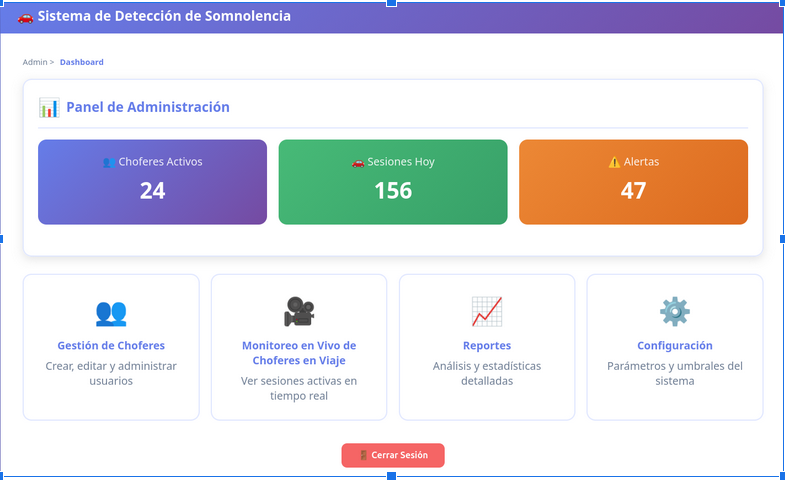 Sistema de Detección de Somnolencia
Admin > Dashboard
Panel de Administración
Choferes Activos
24
Sesiones Hoy
156
Alertas
47
Gestión de Choferes
Crear, editar y administrar
usuarios
Monitoreo en Vivo de
Choferes en Viaje
Ver sesiones activas en
tiempo real
Reportes
Análisis y estadísticas
detalladas
Configuración
Parámetros y umbrales del
sistema
Cerrar Sesión